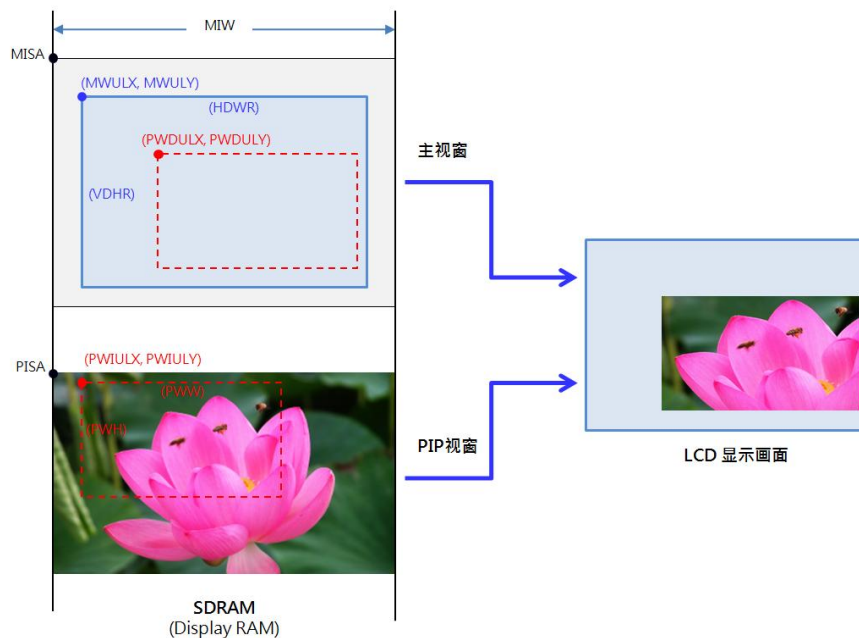 MIW
MISA
(MWULX, MWULY)
(HDWR)
(PWDULX, PWDULY)
(VDHR)
主视窗
PISA
(PWIULX, PWIULY)
(PWW)
(PWH)
PIP视窗
LCD 显示画面
SDRAM
(Display RAM)